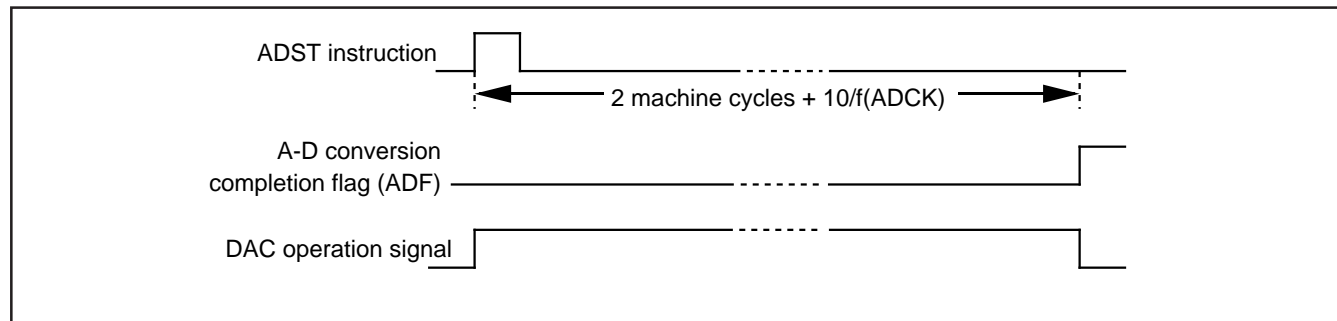 ADST instruction
2 machine cycles + 10/f(ADCK)
A-D conversion
completion flag (ADF)
DAC operation signal